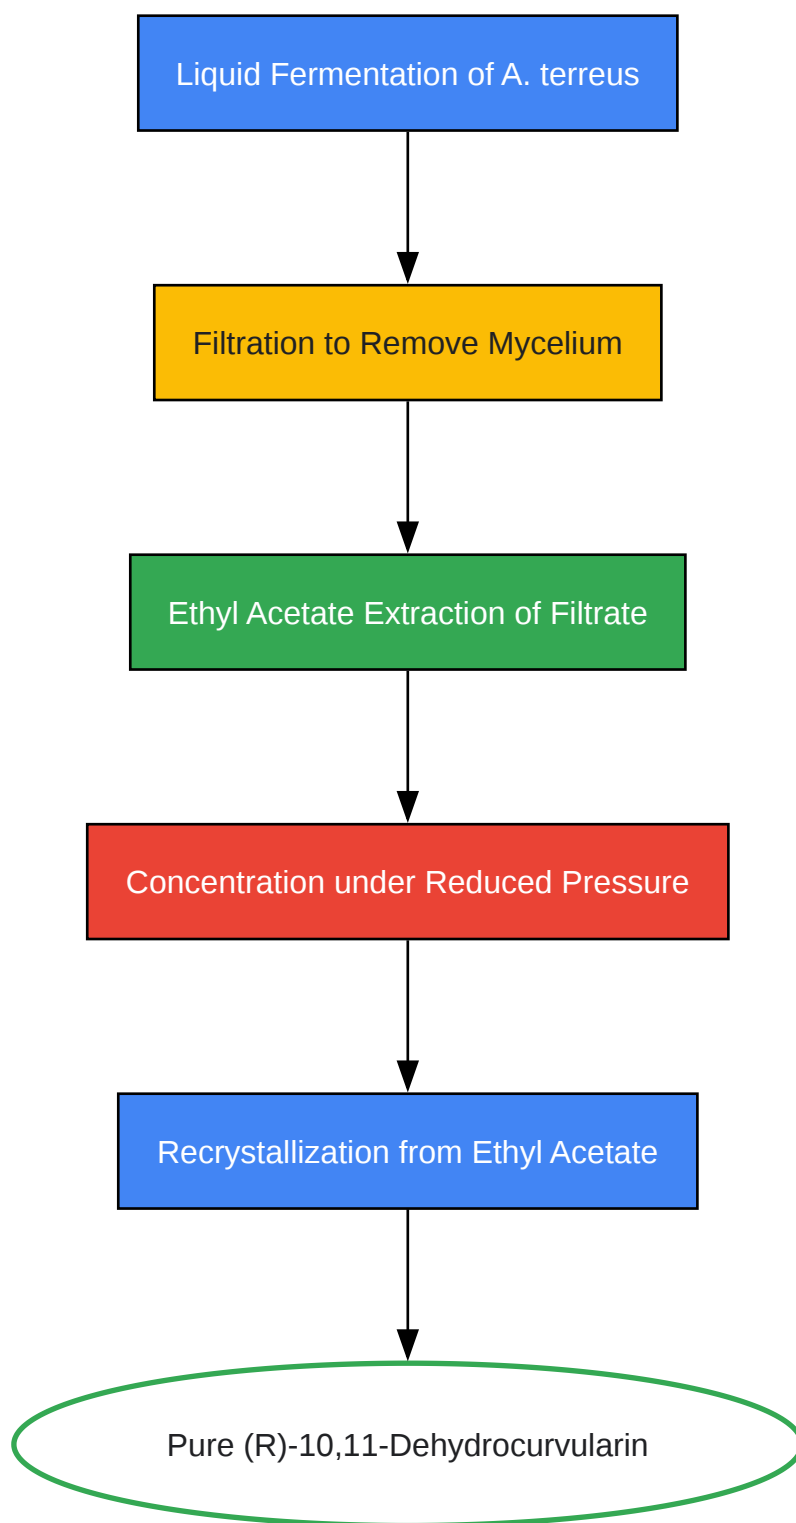 Liquid Fermentation of A. terreus
Filtration to Remove Mycelium
Ethyl Acetate Extraction of Filtrate
Concentration under Reduced Pressure
Recrystallization from Ethyl Acetate
Pure (R)-10,11-Dehydrocurvularin